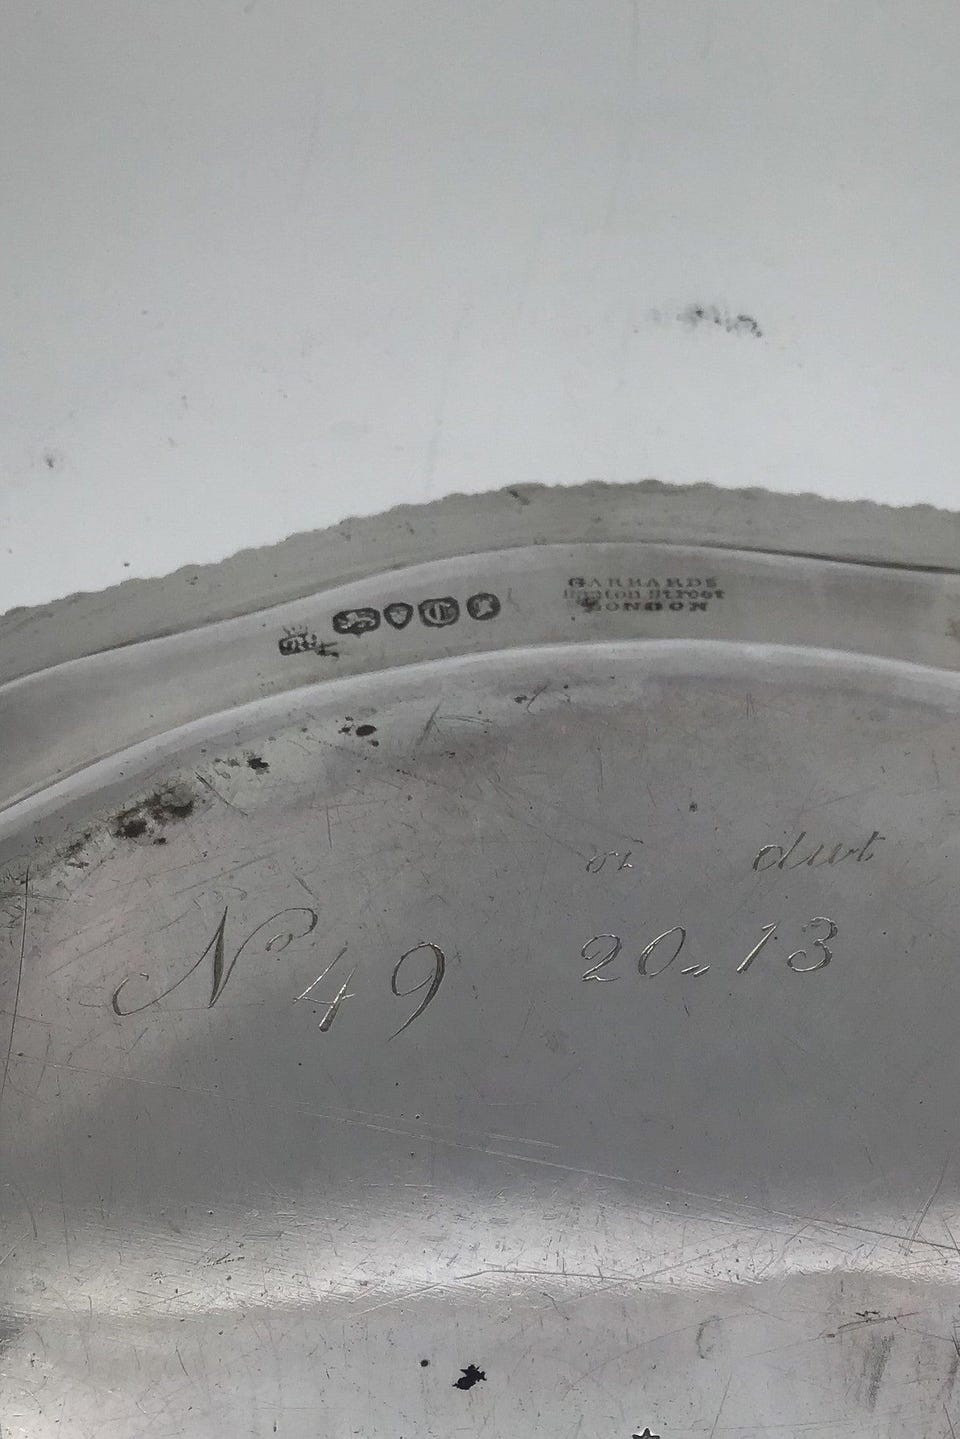 GARRARDS
Panton Street
LONDON
oz dwt
No 49 20" 13